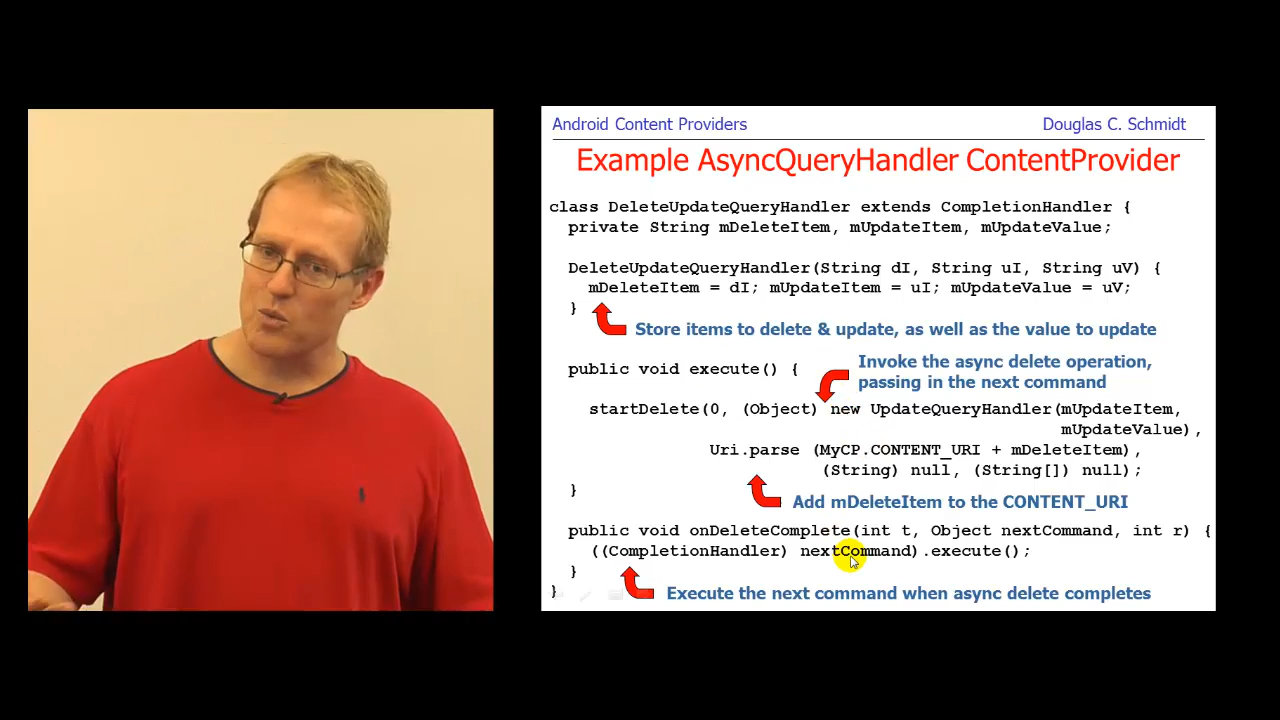 Android Content Providers Douglas C. Schmidt
Example AsyncQueryHandler ContentProvider
class DeleteUpdateQueryHandler extends CompletionHandler {
private String mDeleteItem, mUpdateItem, mUpdateValue;
DeleteUpdateQueryHandler(String dI, String uI, String uV) {
mDeleteItem = dI; mUpdateItem = uI; mUpdateValue = uV;
}
Store items to delete & update, as well as the value to update
public void execute() {
Invoke the async delete operation,
passing in the next command
startDelete(0, (Object) new UpdateQueryHandler(mUpdateItem,
mUpdateValue),
Uri.parse (MyCP.CONTENT_URI + mDeleteItem),
(String) null, (String[]) null);
}
Add mDeleteItem to the CONTENT_URI
public void onDeleteComplete(int t, Object nextCommand, int r) {
((CompletionHandler) nextCommand).execute();
}
}
Execute the next command when async delete completes